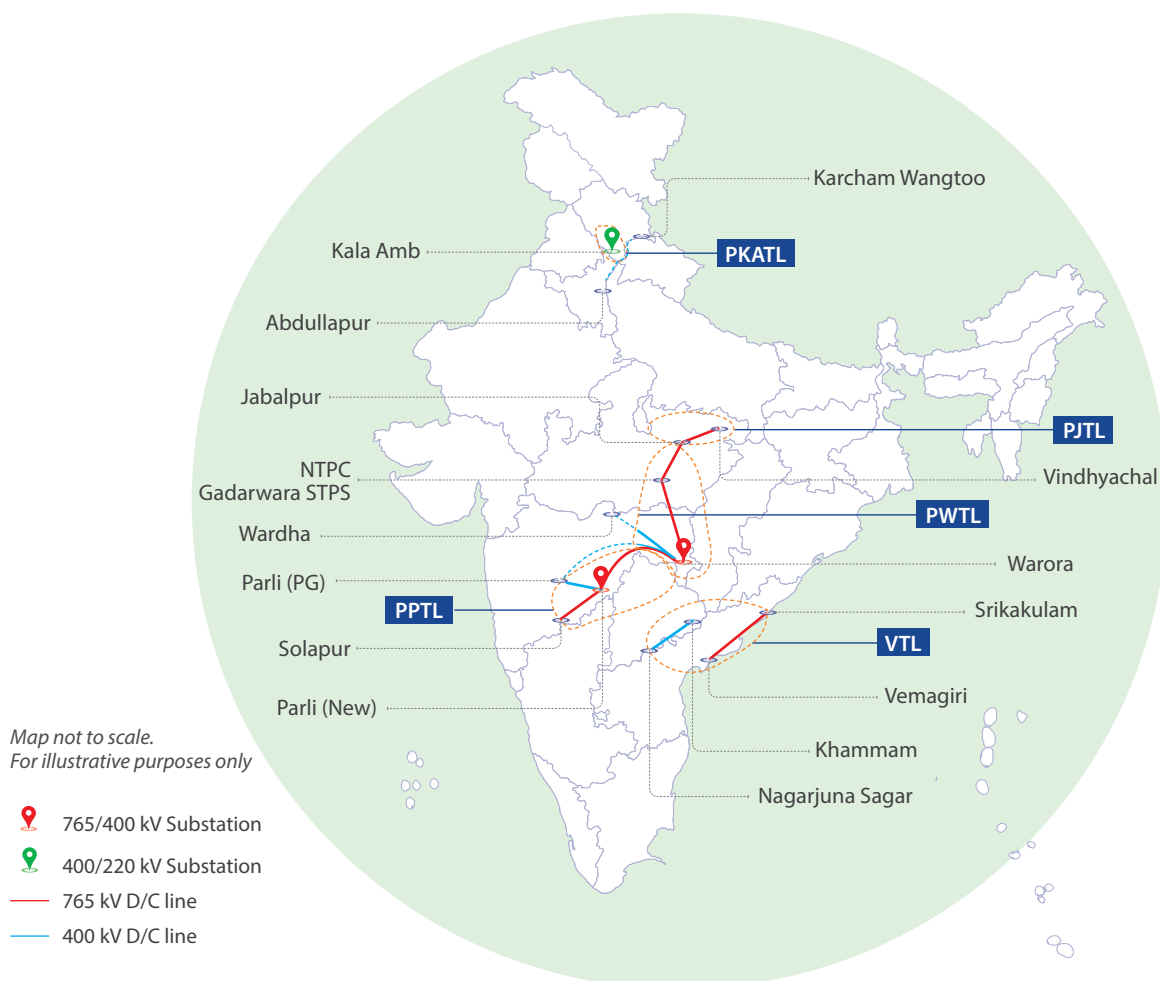 Karcham Wangtoo
Kala Amb
PKATL
Abdullapur
Jabalpur
PJTL
NTPC
Gadarwara STPS
Vindhyachal
PWTL
Wardha
Warora
Parli (PG)
PPTL
Srikakulam
Solapur
VTL
Vemagiri
Parli (New)
Khammam
Nagarjuna Sagar
Map not to scale.
For illustrative purposes only
765/400 kV Substation
400/220 kV Substation
765 kV D/C line
400 kV D/C line